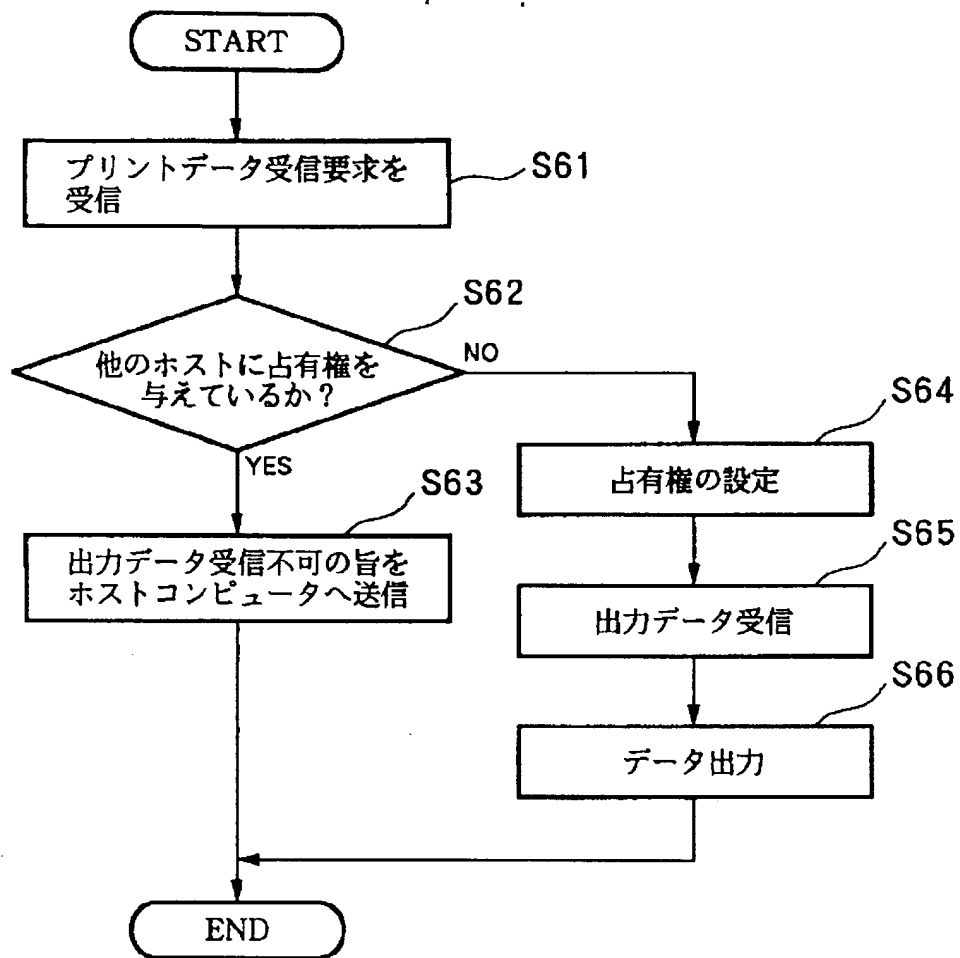 START
プリントデータ受信要求を
受信
S61
S62
他のホストに占有権を
与えているか？
NO
YES
S63
出力データ受信不可の旨を
ホストコンピュータへ送信
S64
占有権の設定
S65
出力データ受信
S66
データ出力
END